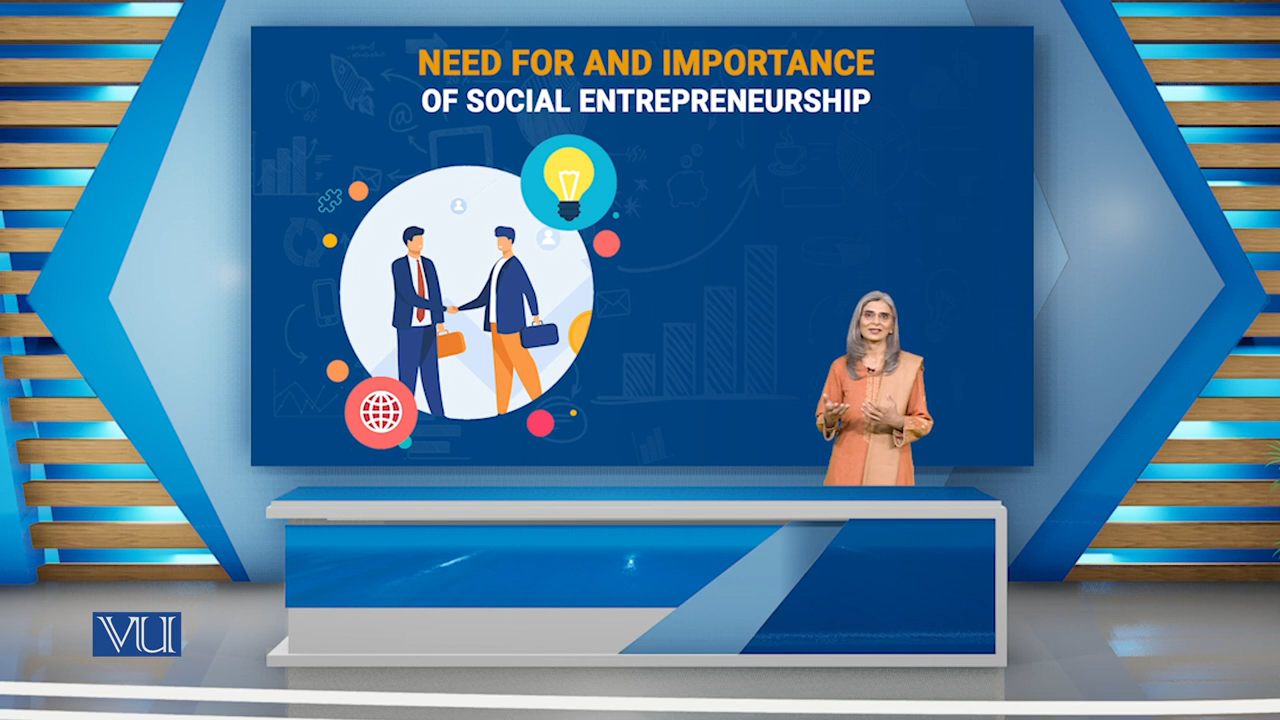 NEED FOR AND IMPORTANCE
OF SOCIAL ENTREPRENEURSHIP
VU